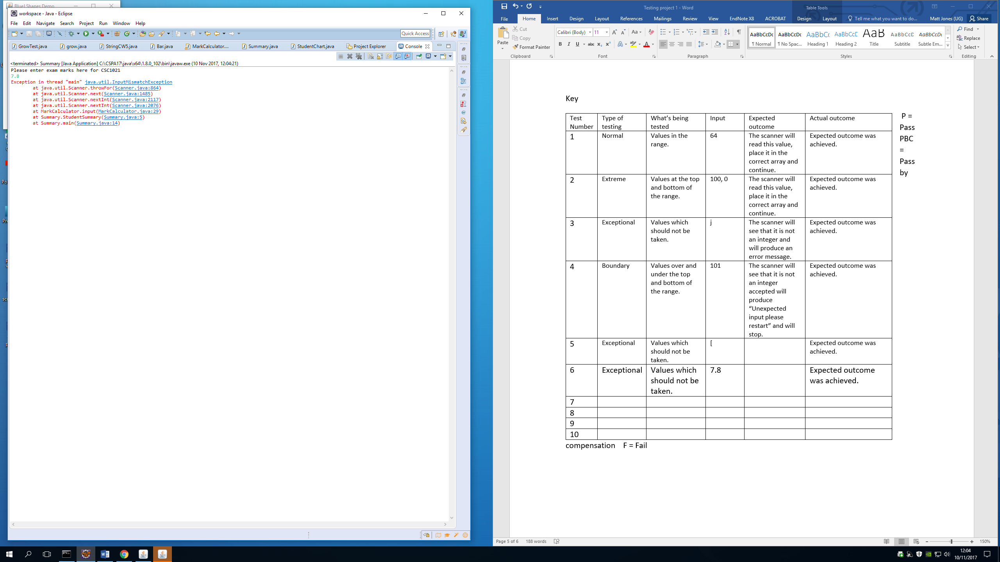 BlueJ Shapes Demo
workspace - Java - Eclipse
File Edit Navigate Search Project Run Window Help
Quick Access
GrowTest.java grow.java StringCW5.java Bar.java MarkCalculator.... Summary.java StudentChart.java Project Explorer Console
<terminated> Summary [Java Application] C:\CSPA17\java\x64\1.8.0_102\bin\javaw.exe (10 Nov 2017, 12:04:21)
Please enter exam marks here for CSC1021
7.8
Exception in thread "main" java.util.InputMismatchException
at java.util.Scanner.throwFor(Scanner.java:864)
at java.util.Scanner.next(Scanner.java:1485)
at java.util.Scanner.nextInt(Scanner.java:2117)
at java.util.Scanner.nextInt(Scanner.java:2076)
at MarkCalculator.input(MarkCalculator.java:29)
at Summary.StudentSummary(Summary.java:5)
at Summary.main(Summary.java:14)
Testing project 1 - Word
Table Tools
File Home Insert Design Layout References Mailings Review View EndNote X8 ACROBAT Design Layout Tell me what you want to do... Matt Jones (UG) Share
Paste
Cut
Copy
Format Painter
Clipboard
Calibri (Body) 11
Font
Paragraph
AaBbCcDc ¶ Normal
AaBbCcDc ¶ No Spac...
AaBbCc Heading 1
AaBbCcD Heading 2
AaB Title
AaBbCcD Subtitle
AaBbCcDc Subtle Em...
Styles
Find
Replace
Select
Editing
Key
Test Number
Type of testing
What’s being tested
Input
Expected outcome
Actual outcome
1
Normal
Values in the range.
64
The scanner will read this value, place it in the correct array and continue.
Expected outcome was achieved.
2
Extreme
Values at the top and bottom of the range.
100, 0
The scanner will read this value, place it in the correct array and continue.
Expected outcome was achieved.
3
Exceptional
Values which should not be taken.
j
The scanner will see that it is not an integer and will produce an error message.
Expected outcome was achieved.
4
Boundary
Values over and under the top and bottom of the range.
101
The scanner will see that it is not an integer accepted will produce “Unexpected input please restart” and will stop.
Expected outcome was achieved.
5
Exceptional
Values which should not be taken.
[
Expected outcome was achieved.
6
Exceptional
Values which should not be taken.
7.8
Expected outcome was achieved.
7
8
9
10
P =
Pass
PBC
=
Pass
by
compensation F = Fail
Page 5 of 6 188 words
150%
12:04
10/11/2017